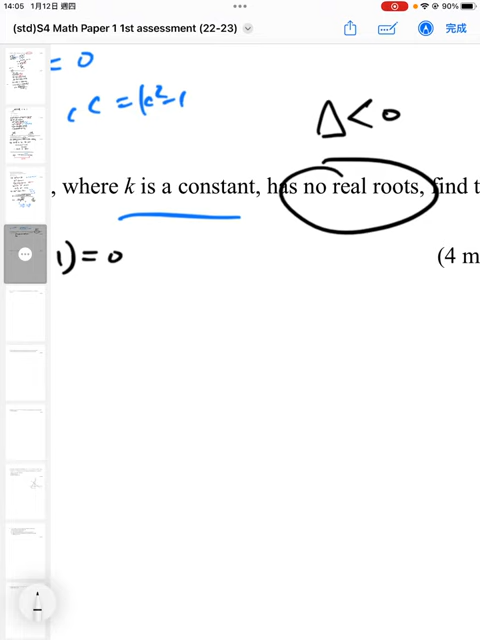 14:05 1月12日 週四 90%
(std)S4 Math Paper 1 1st assessment (22-23) 完成
= 0
c = k²-1
Δ<0
, where k is a constant, has no real roots, find t
1) = 0
(4 m